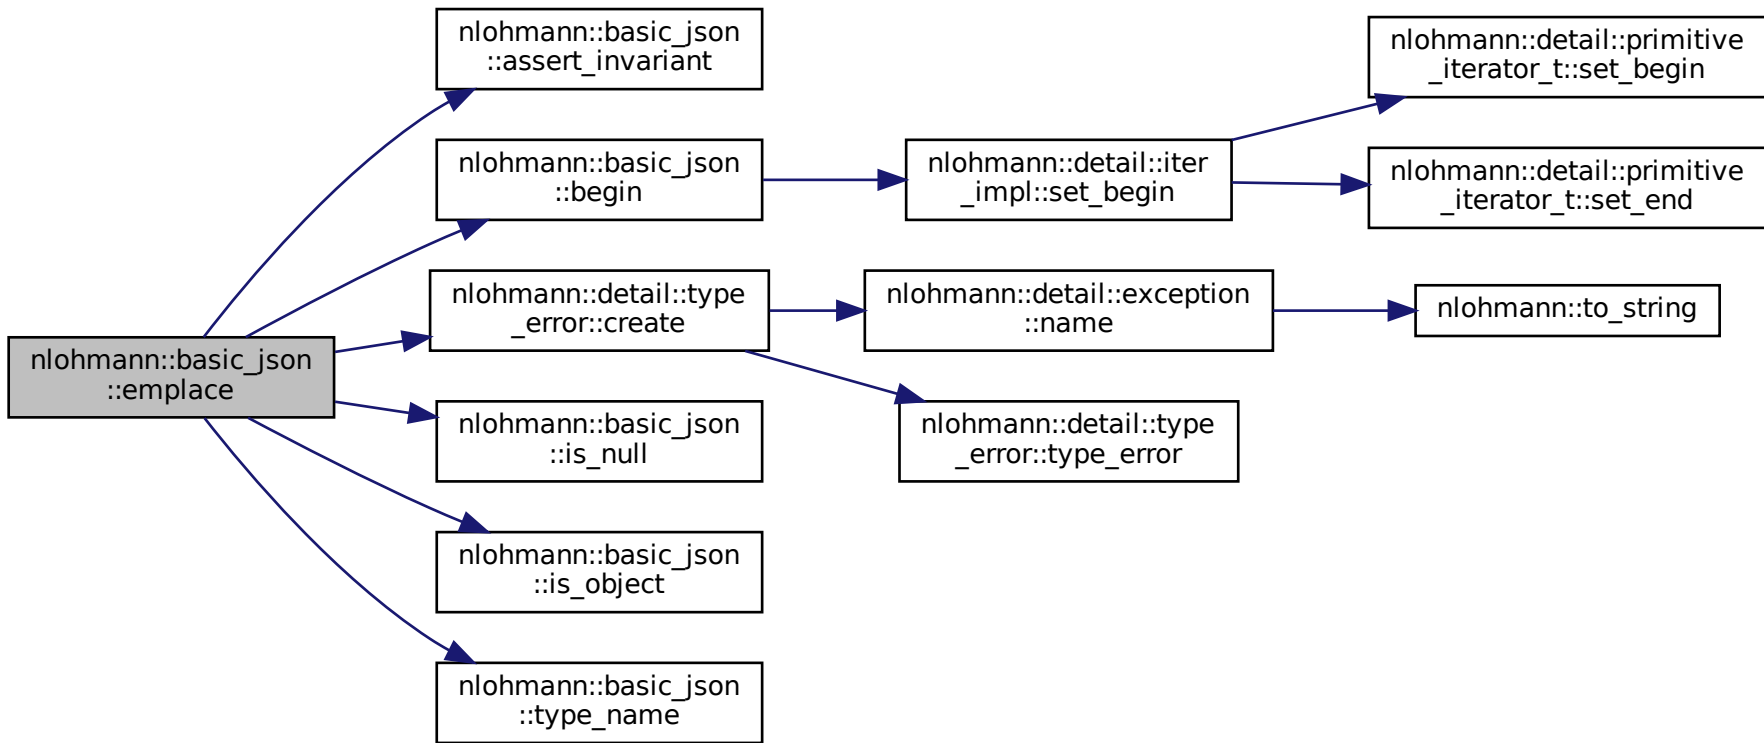 nlohmann::basic_json
::emplace
nlohmann::basic_json
::assert_invariant
nlohmann::basic_json
::begin
nlohmann::detail::type
_error::create
nlohmann::basic_json
::is_null
nlohmann::basic_json
::is_object
nlohmann::basic_json
::type_name
nlohmann::detail::iter
_impl::set_begin
nlohmann::detail::exception
::name
nlohmann::detail::type
_error::type_error
nlohmann::detail::primitive
_iterator_t::set_begin
nlohmann::detail::primitive
_iterator_t::set_end
nlohmann::to_string